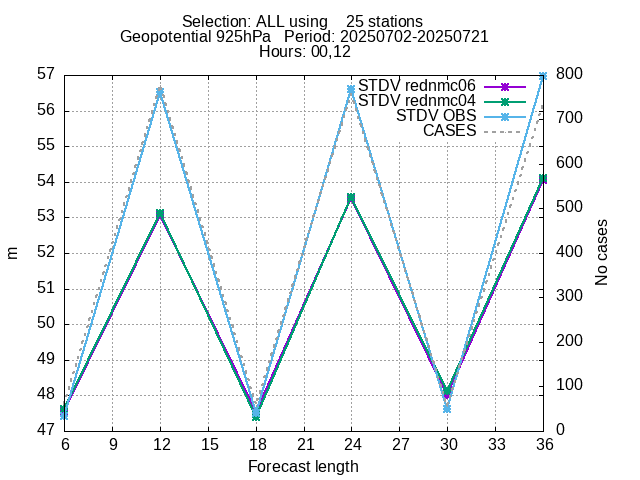 Selection: ALL using    25 stations
Geopotential 925hPa   Period: 20250702-20250721
Hours: 00,12
STDV rednmc06
STDV rednmc04
STDV OBS
CASES
57
56
55
54
53
52
51
50
49
48
47
m
800
700
600
500
400
300
200
100
0
No cases
6 9 12 15 18 21 24 27 30 33 36
Forecast length